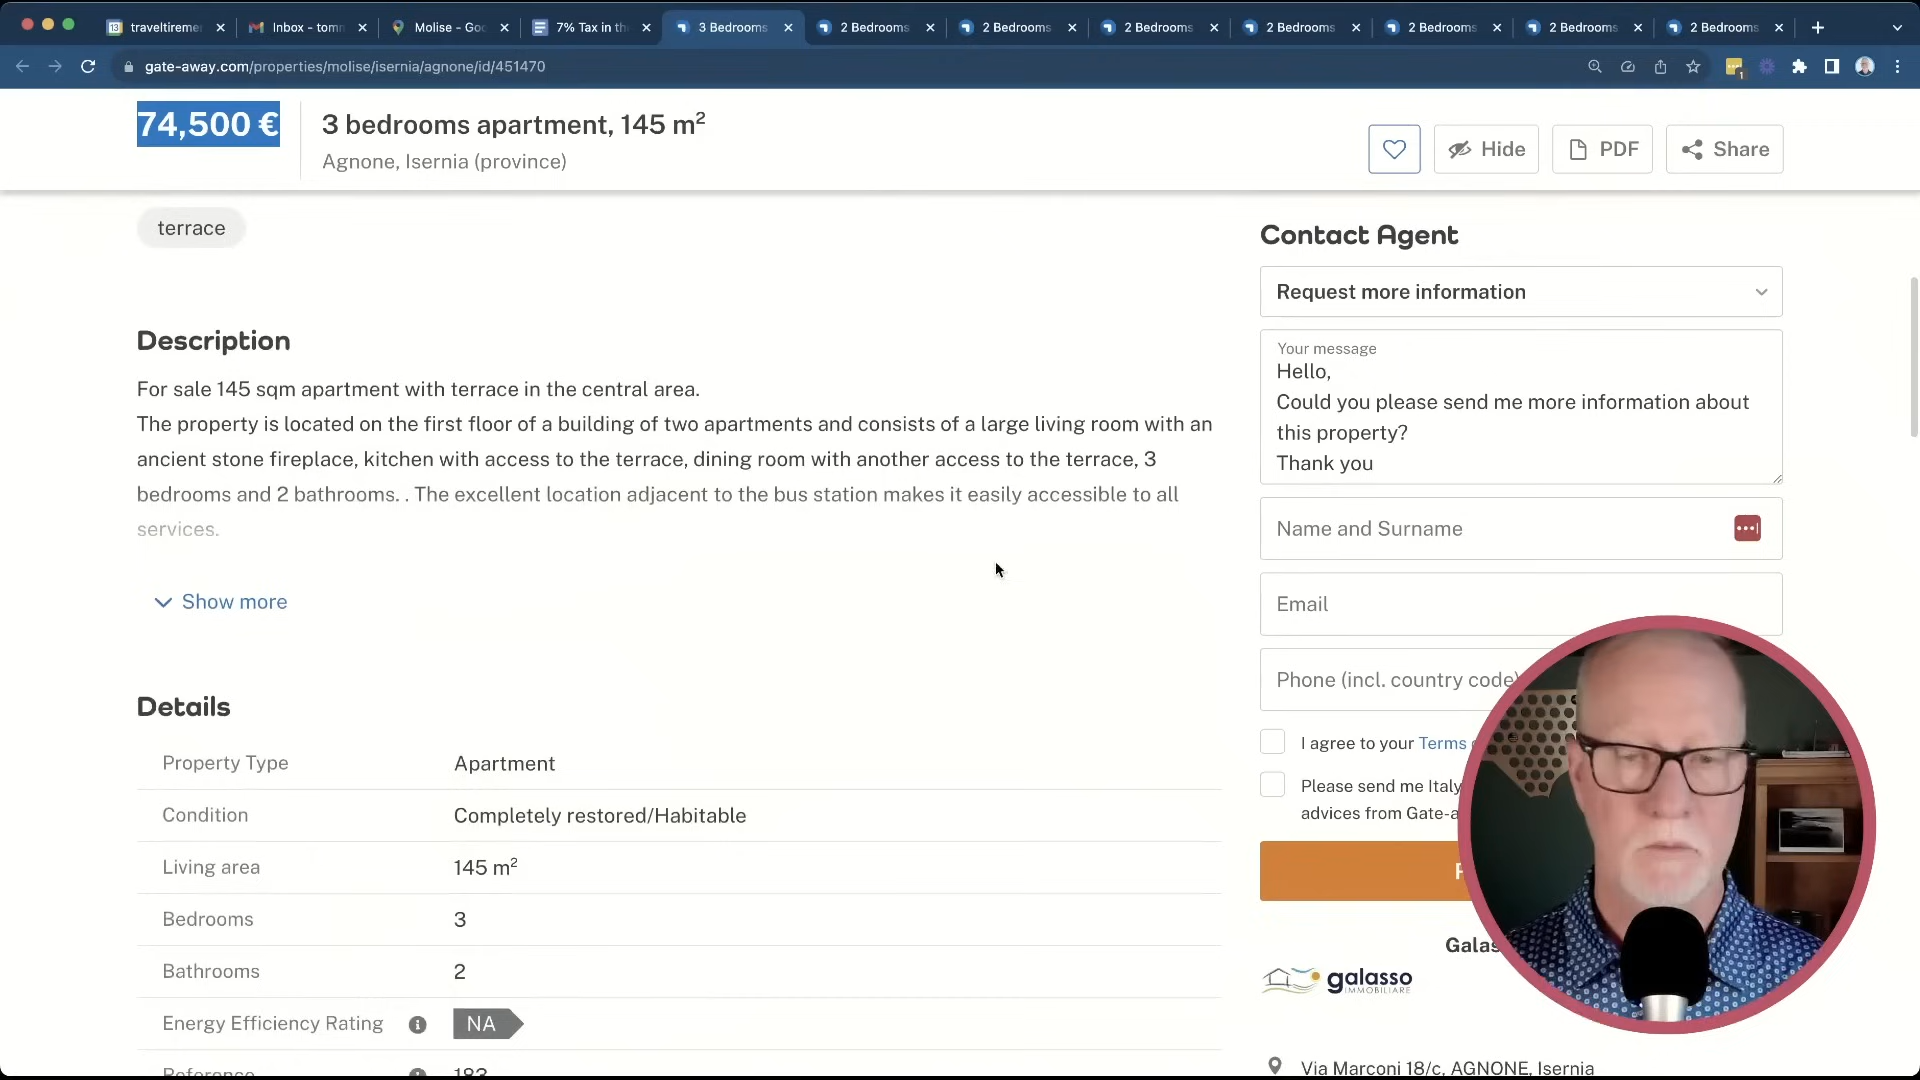 traveltireme
Inbox - tomr
Molise - Goo
7% Tax in th
3 Bedrooms
2 Bedrooms
2 Bedrooms
2 Bedrooms
2 Bedrooms
2 Bedrooms
2 Bedrooms
2 Bedrooms
gate-away.com/properties/molise/isernia/agnone/id/451470
74,500 €
3 bedrooms apartment, 145 m²
Agnone, Isernia (province)
Hide
PDF
Share
terrace
Description
For sale 145 sqm apartment with terrace in the central area.
The property is located on the first floor of a building of two apartments and consists of a large living room with an
ancient stone fireplace, kitchen with access to the terrace, dining room with another access to the terrace, 3
bedrooms and 2 bathrooms. . The excellent location adjacent to the bus station makes it easily accessible to all
services.
Show more
Details
Property Type Apartment
Condition Completely restored/Habitable
Living area 145 m²
Bedrooms 3
Bathrooms 2
Energy Efficiency Rating NA
Reference 183
Contact Agent
Request more information
Your message
Hello,
Could you please send me more information about
this property?
Thank you
Name and Surname
Email
Phone (incl. country code)
I agree to your Terms
Please send me Italy
advices from Gate-a
Galas
galasso
IMMOBILIARE
Via Marconi 18/c, AGNONE, Isernia